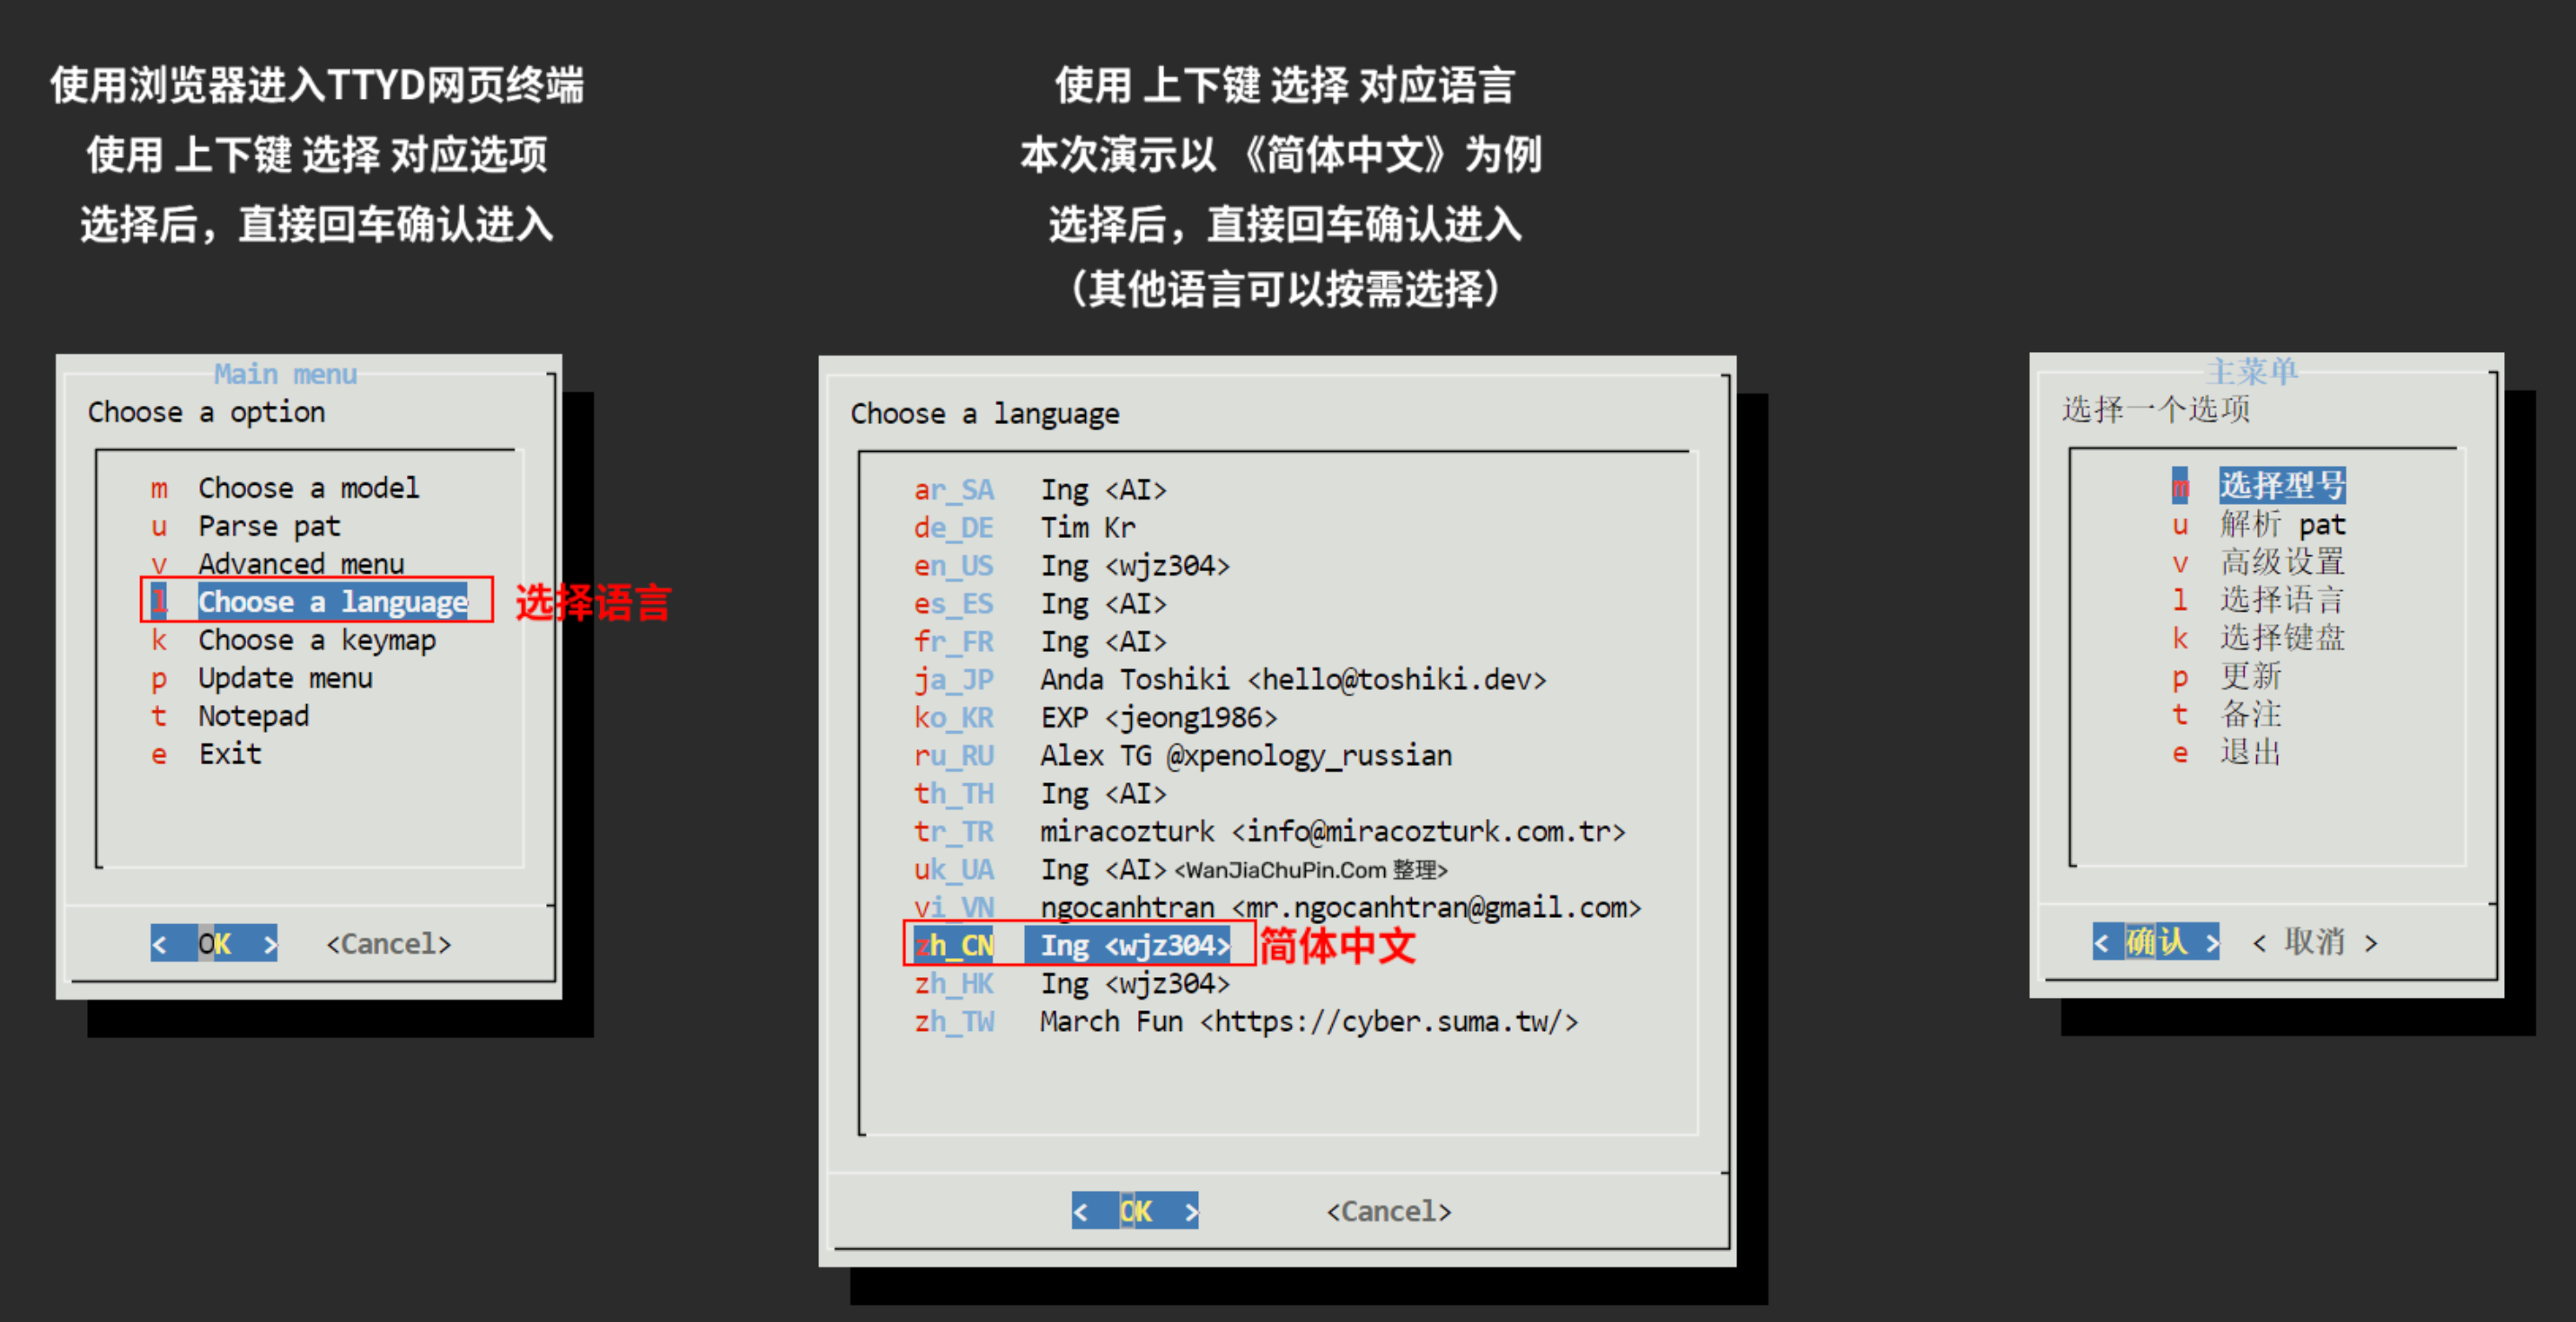 使用浏览器进入TTYD网页终端
使用 上下键 选择 对应选项
选择后，直接回车确认进入
使用 上下键 选择 对应语言
本次演示以 《简体中文》为例
选择后，直接回车确认进入
（其他语言可以按需选择）
Main menu
Choose a option
m Choose a model
u Parse pat
v Advanced menu
l Choose a language 选择语言
k Choose a keymap
p Update menu
t Notepad
e Exit
< OK > <Cancel>
Choose a language
ar_SA Ing <AI>
de_DE Tim Kr
en_US Ing <wjz304>
es_ES Ing <AI>
fr_FR Ing <AI>
ja_JP Anda Toshiki <hello@toshiki.dev>
ko_KR EXP <jeong1986>
ru_RU Alex TG @xpenology_russian
th_TH Ing <AI>
tr_TR miracozturk <info@miracozturk.com.tr>
uk_UA Ing <AI> <WanJiaChuPin.Com 整理>
vi_VN ngocanhtran <mr.ngocanhtran@gmail.com>
zh_CN Ing <wjz304> 简体中文
zh_HK Ing <wjz304>
zh_TW March Fun <https://cyber.suma.tw/>
< OK > <Cancel>
主菜单
选择一个选项
m 选择型号
u 解析 pat
v 高级设置
l 选择语言
k 选择键盘
p 更新
t 备注
e 退出
< 确认 > < 取消 >